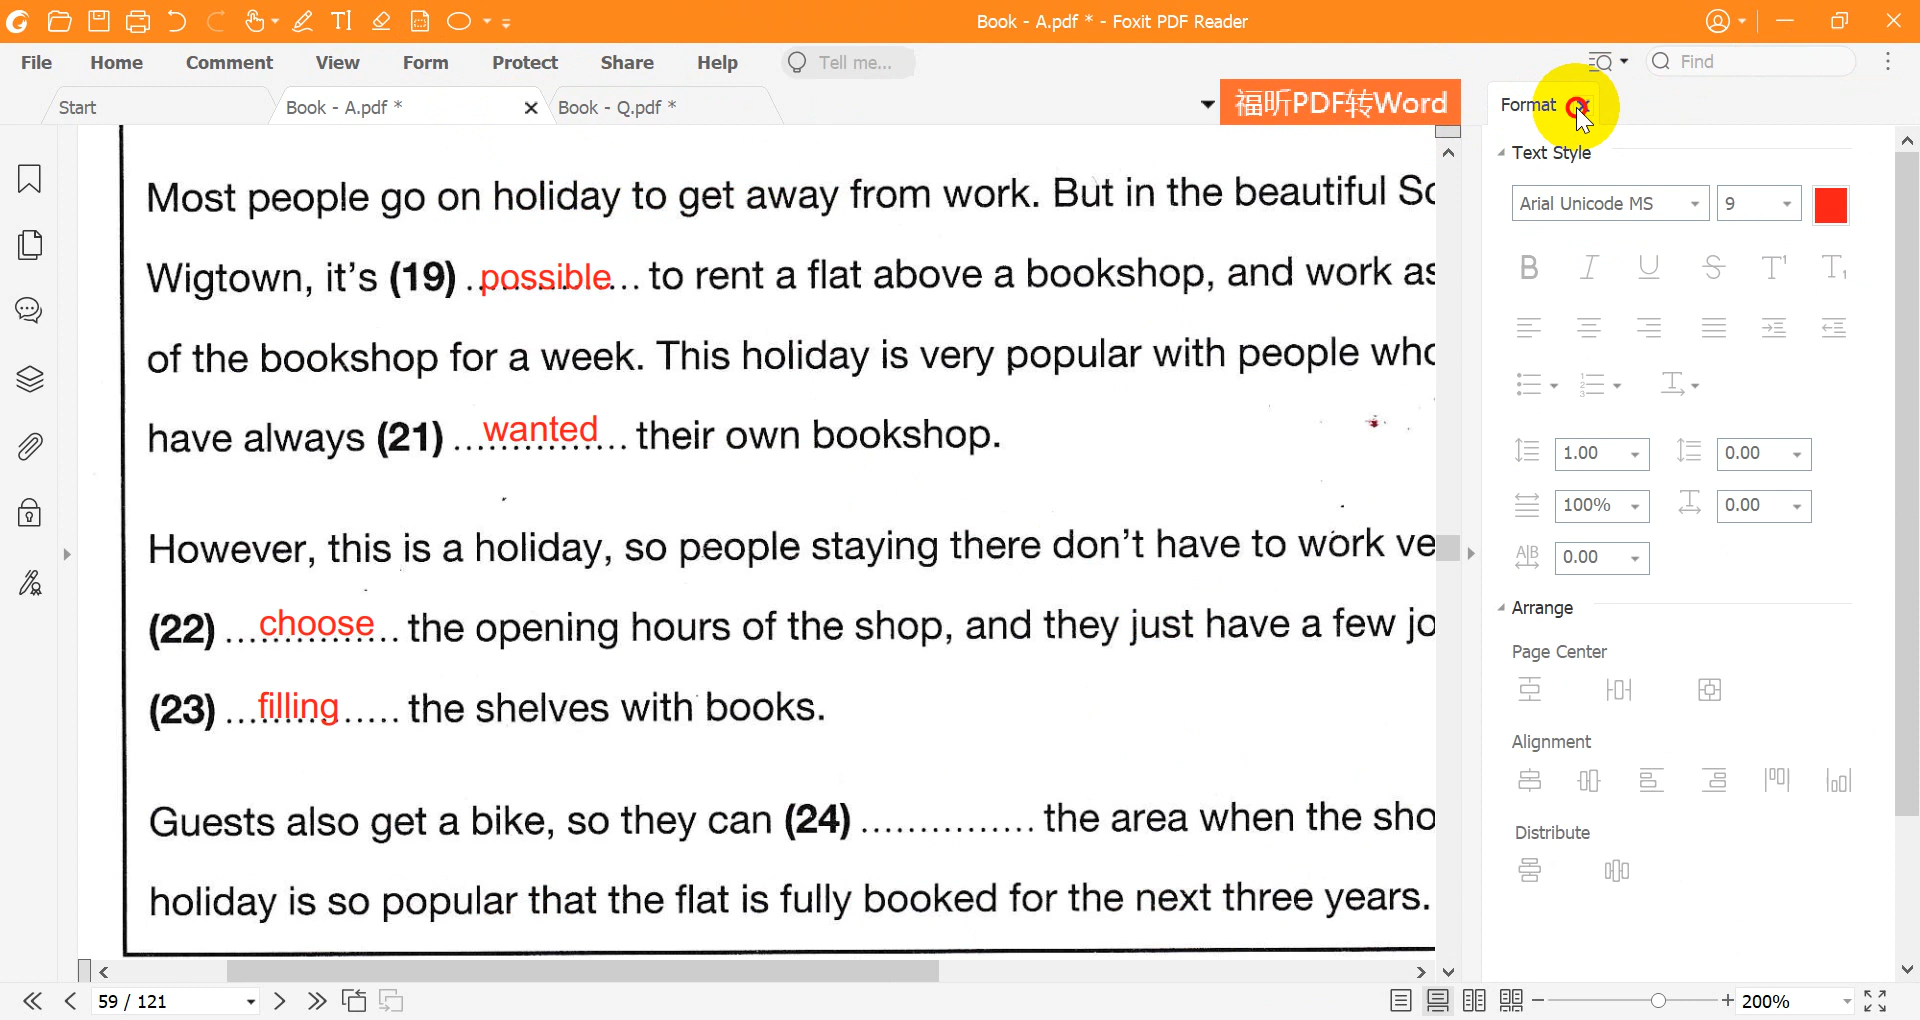 Book - A.pdf * - Foxit PDF Reader
File Home Comment View Form Protect Share Help Tell me... Find
Start Book - A.pdf * Book - Q.pdf * 福昕PDF转Word Format
Most people go on holiday to get away from work. But in the beautiful Sc
Wigtown, it's (19) ..possible... to rent a flat above a bookshop, and work as
of the bookshop for a week. This holiday is very popular with people who
have always (21) ...wanted... their own bookshop.
However, this is a holiday, so people staying there don't have to work ve
(22) ...choose... the opening hours of the shop, and they just have a few jo
(23) ...filling..... the shelves with books.
Guests also get a bike, so they can (24) ............... the area when the sho
holiday is so popular that the flat is fully booked for the next three years.
Text Style
Arial Unicode MS 9
1.00 0.00
100% 0.00
0.00
Arrange
Page Center
Alignment
Distribute
59 / 121 200%